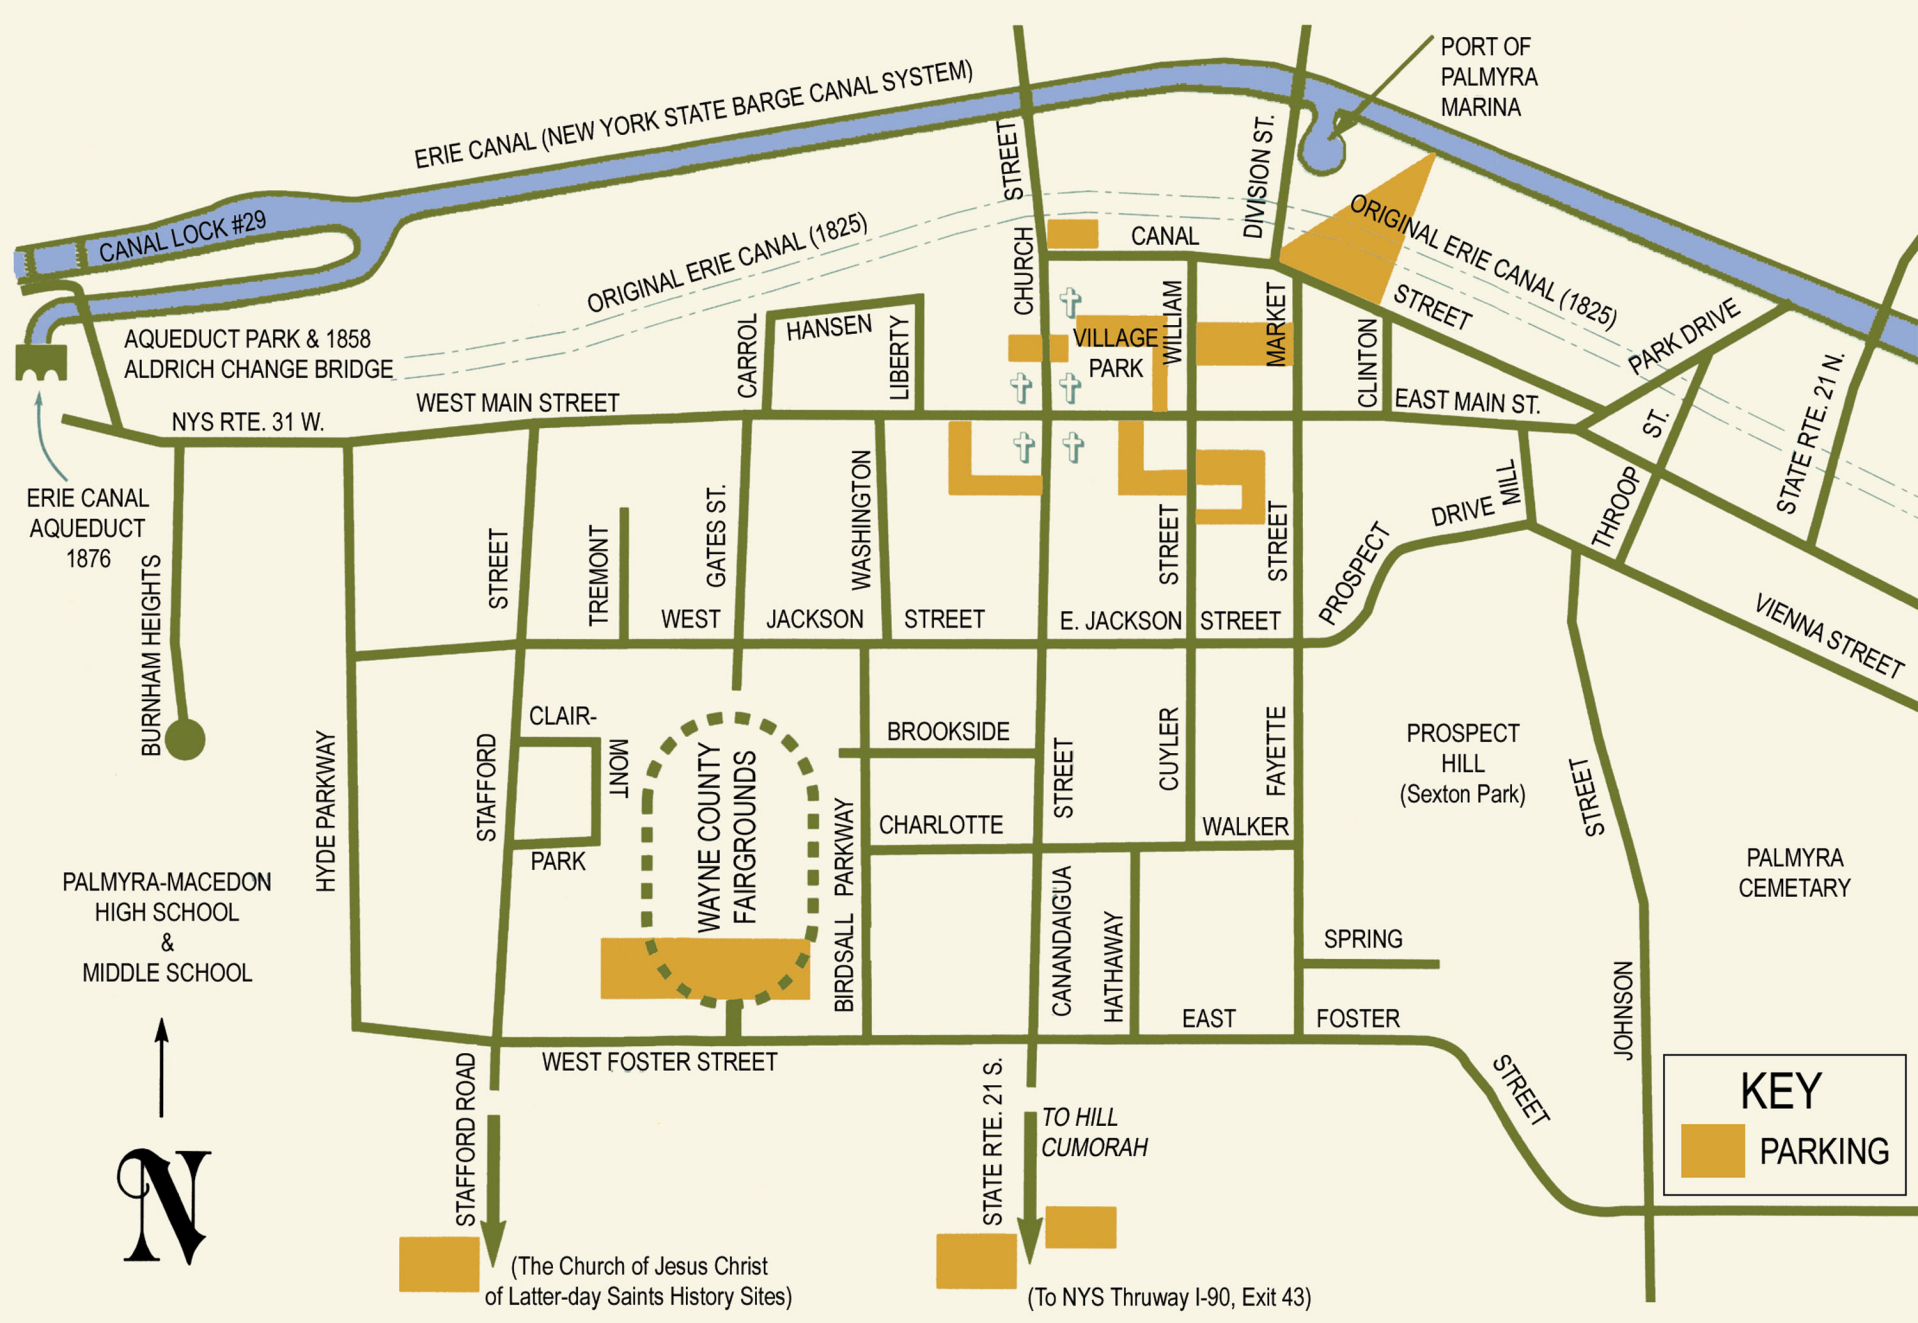 PORT OF
PALMYRA
MARINA
ERIE CANAL (NEW YORK STATE BARGE CANAL SYSTEM)
CANAL LOCK #29
ORIGINAL ERIE CANAL (1825)
ORIGINAL ERIE CANAL (1825)
CHURCH STREET
DIVISION ST.
CANAL
STREET
AQUEDUCT PARK & 1858
ALDRICH CHANGE BRIDGE
CARROL
HANSEN
LIBERTY
VILLAGE
PARK
WILLIAM
STREET
MARKET
STREET
CLINTON
PARK DRIVE
STATE RTE. 21 N.
NYS RTE. 31 W.
WEST MAIN STREET
EAST MAIN ST.
ERIE CANAL
AQUEDUCT
1876
BURNHAM HEIGHTS
STAFFORD STREET
TREMONT
GATES ST.
WASHINGTON
MILL
THROOP ST.
PROSPECT DRIVE
VIENNA STREET
WEST JACKSON STREET
E. JACKSON STREET
HYDE PARKWAY
CLAIR-
MONT
PARK
WAYNE COUNTY
FAIRGROUNDS
BIRDSALL PARKWAY
BROOKSIDE
CHARLOTTE
CANANDAIGUA STREET
CUYLER
FAYETTE
WALKER
HATHAWAY
PROSPECT
HILL
(Sexton Park)
JOHNSON STREET
PALMYRA
CEMETARY
PALMYRA-MACEDON
HIGH SCHOOL
&
MIDDLE SCHOOL
SPRING
WEST FOSTER STREET
EAST FOSTER STREET
N
STAFFORD ROAD
STATE RTE. 21 S.
TO HILL
CUMORAH
KEY
PARKING
(The Church of Jesus Christ
of Latter-day Saints History Sites)
(To NYS Thruway I-90, Exit 43)